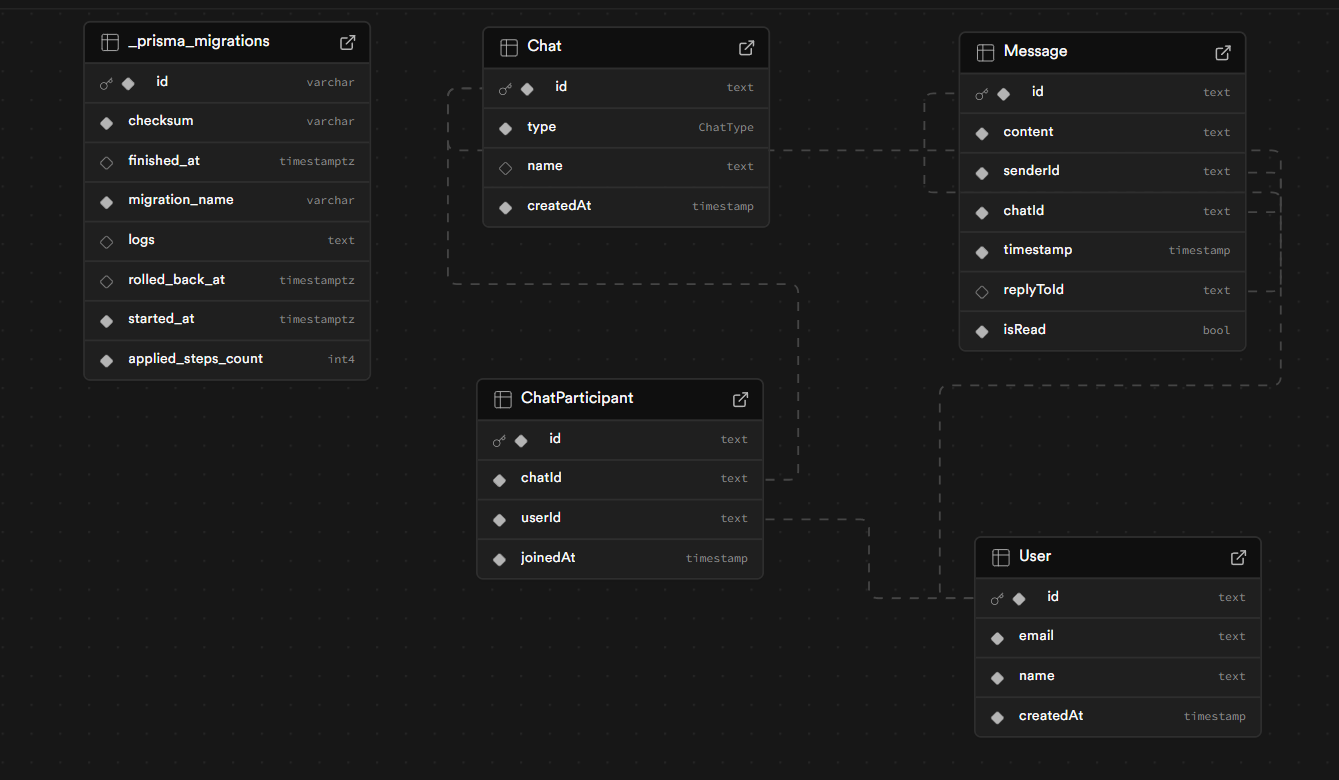 _prisma_migrations
id varchar
checksum varchar
finished_at timestamptz
migration_name varchar
logs text
rolled_back_at timestamptz
started_at timestamptz
applied_steps_count int4
Chat
id text
type ChatType
name text
createdAt timestamp
Message
id text
content text
senderId text
chatId text
timestamp timestamp
replyToId text
isRead bool
ChatParticipant
id text
chatId text
userId text
joinedAt timestamp
User
id text
email text
name text
createdAt timestamp